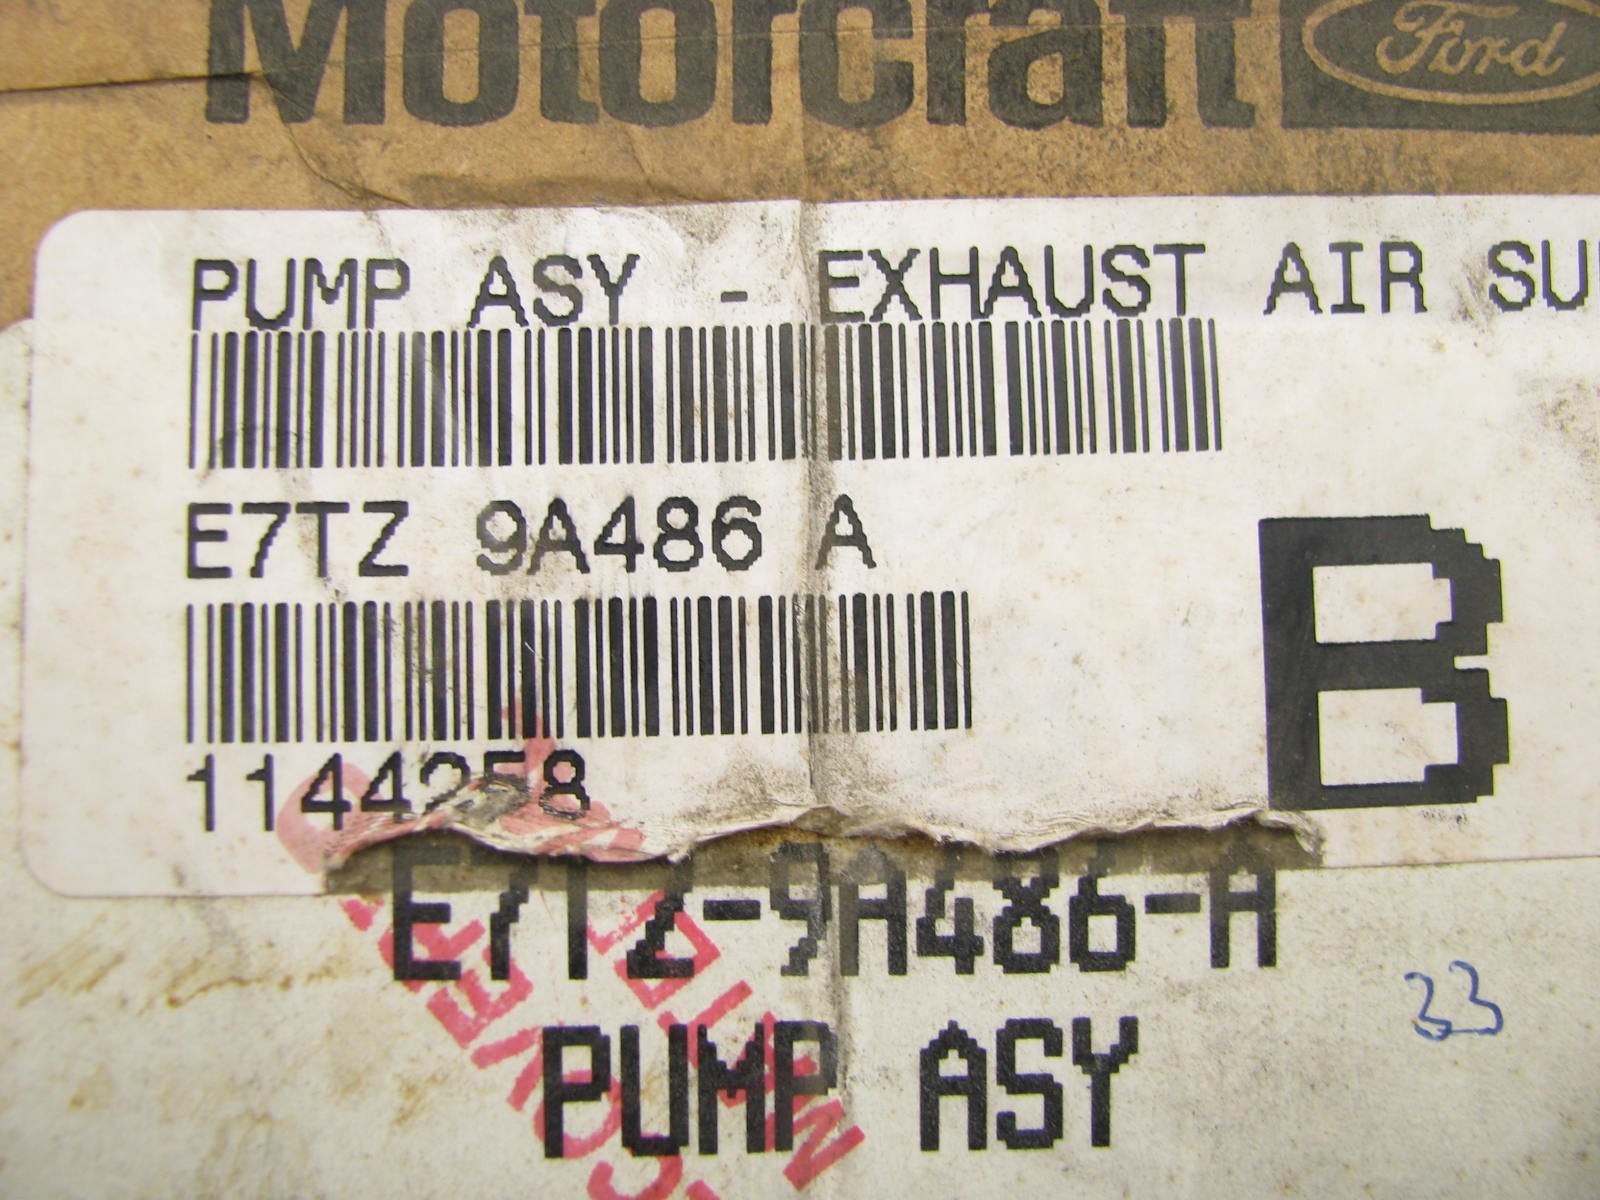 Motorcraft Ford
PUMP ASY - EXHAUST AIR SU
E7TZ 9A486 A
B
1144258
E7TZ-9A486-A
33
PUMP ASY